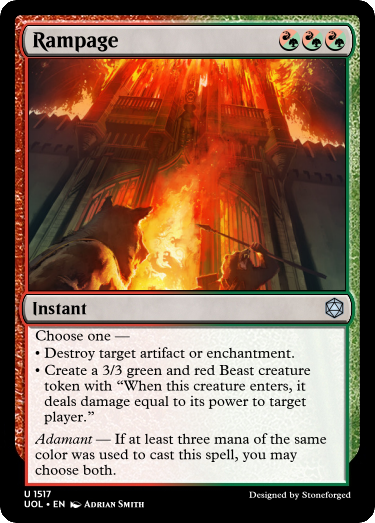 Rampage
Instant
Choose one —
• Destroy target artifact or enchantment.
• Create a 3/3 green and red Beast creature
token with “When this creature enters, it
deals damage equal to its power to target
player.”
Adamant — If at least three mana of the same
color was used to cast this spell, you may
choose both.
U 1517
UOL • EN Adrian Smith
Designed by Stoneforged